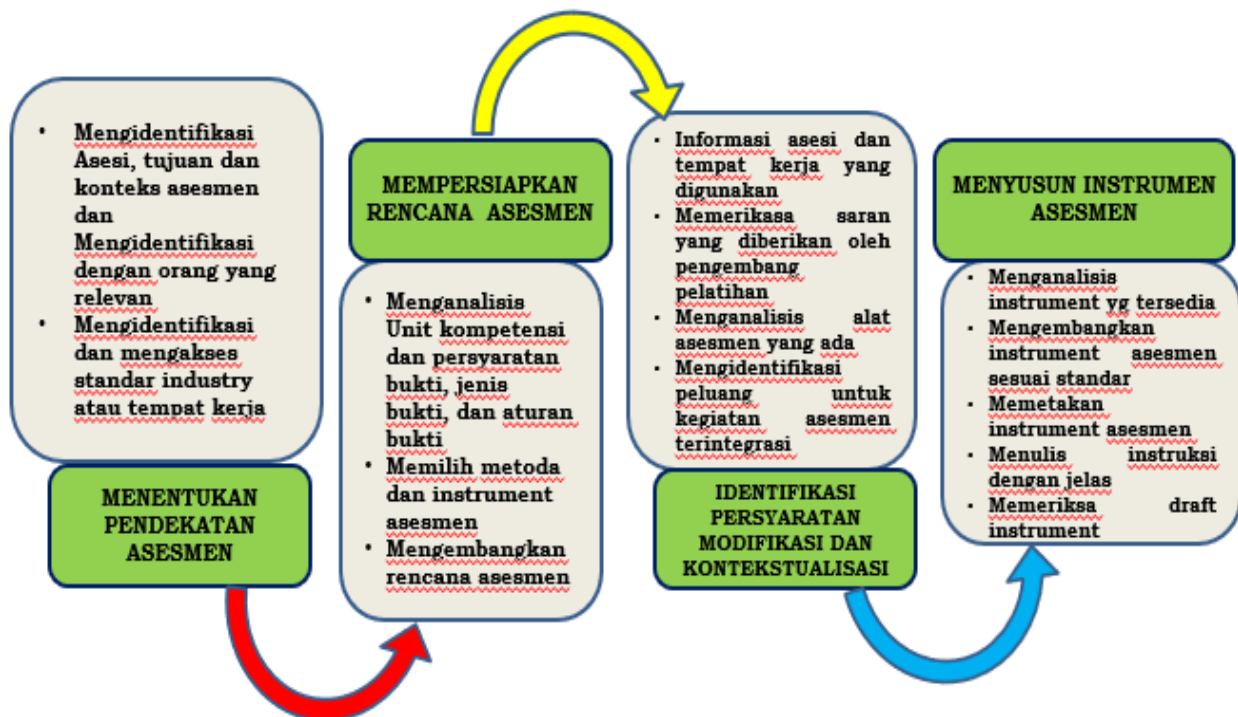 • Mengidentifikasi
Asesi, tujuan dan
konteks asesmen
dan
Mengidentifikasi
dengan orang yang
relevan
• Mengidentifikasi
dan mengakses
standar industry
atau tempat kerja
MENENTUKAN
PENDEKATAN
ASESMEN
MEMPERSIAPKAN
RENCANA ASESMEN
• Menganalisis
Unit kompetensi
dan persyaratan
bukti, jenis
bukti, dan aturan
bukti
• Memilih metoda
dan instrument
asesmen
• Mengembangkan
rencana asesmen
• Informasi asesi dan
tempat kerja yang
digunakan
• Memerikasa saran
yang diberikan oleh
pengembang
pelatihan
• Menganalisis alat
asesmen yang ada
• Mengidentifikasi
peluang untuk
kegiatan asesmen
terintegrasi
IDENTIFIKASI
PERSYARATAN
MODIFIKASI DAN
KONTEKSTUALISASI
MENYUSUN INSTRUMEN
ASESMEN
• Menganalisis
instrument yg tersedia
• Mengembangkan
instrument asesmen
sesuai standar
• Memetakan
instrument asesmen
• Menulis instruksi
dengan jelas
• Memeriksa draft
instrument